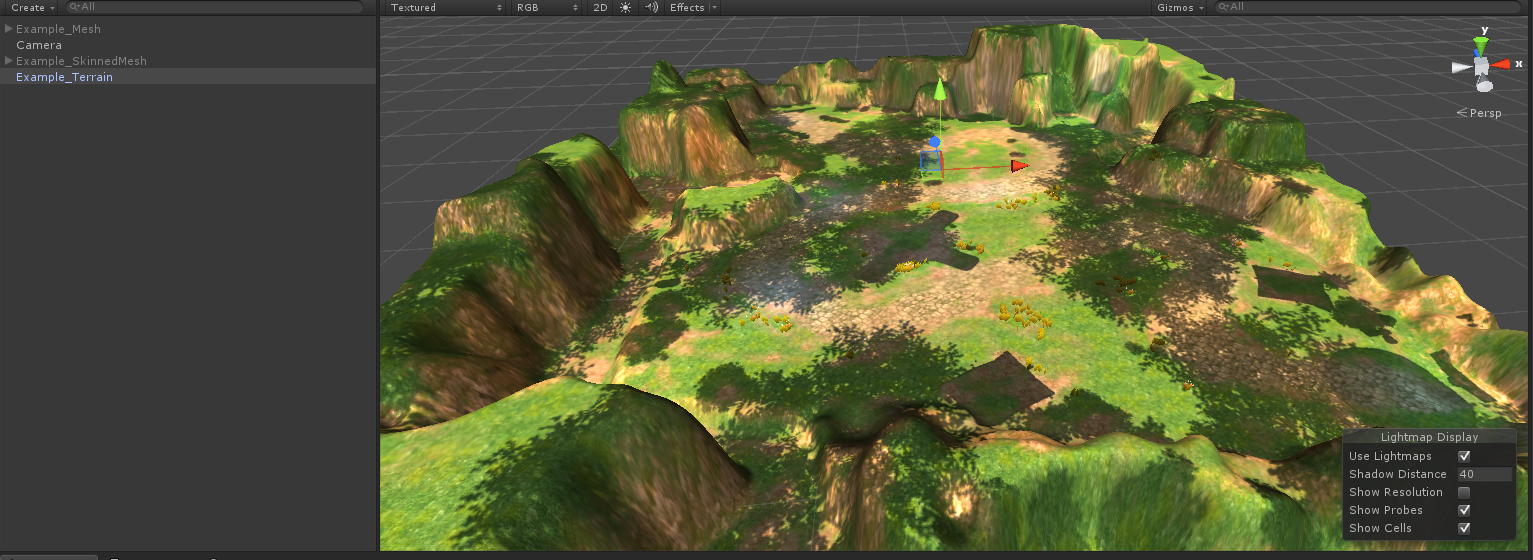 Create All
Textured RGB 2D Effects Gizmos All
Example_Mesh
Camera
Example_SkinnedMesh
Example_Terrain
y
x
Persp
Lightmap Display
Use Lightmaps
Shadow Distance 40
Show Resolution
Show Probes
Show Cells